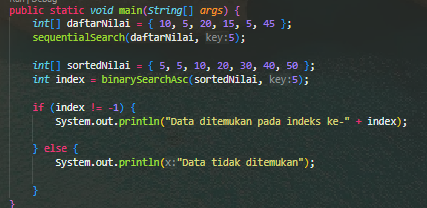 Run | Debug
public static void main(String[] args) {
int[] daftarNilai = { 10, 5, 20, 15, 5, 45 };
sequentialSearch(daftarNilai, key:5);
int[] sortedNilai = { 5, 5, 10, 20, 30, 40, 50 };
int index = binarySearchAsc(sortedNilai, key:5);
if (index != -1) {
System.out.println("Data ditemukan pada indeks ke-" + index);
} else {
System.out.println(x:"Data tidak ditemukan");
}
}